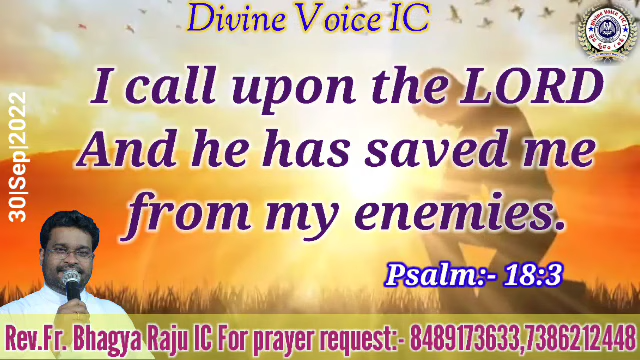 Divine Voice IC
I call upon the LORD
And he has saved me
from my enemies.
Psalm:- 18:3
30|Sep|2022
Rev.Fr. Bhagya Raju IC For prayer request:- 8489173633,7386212448